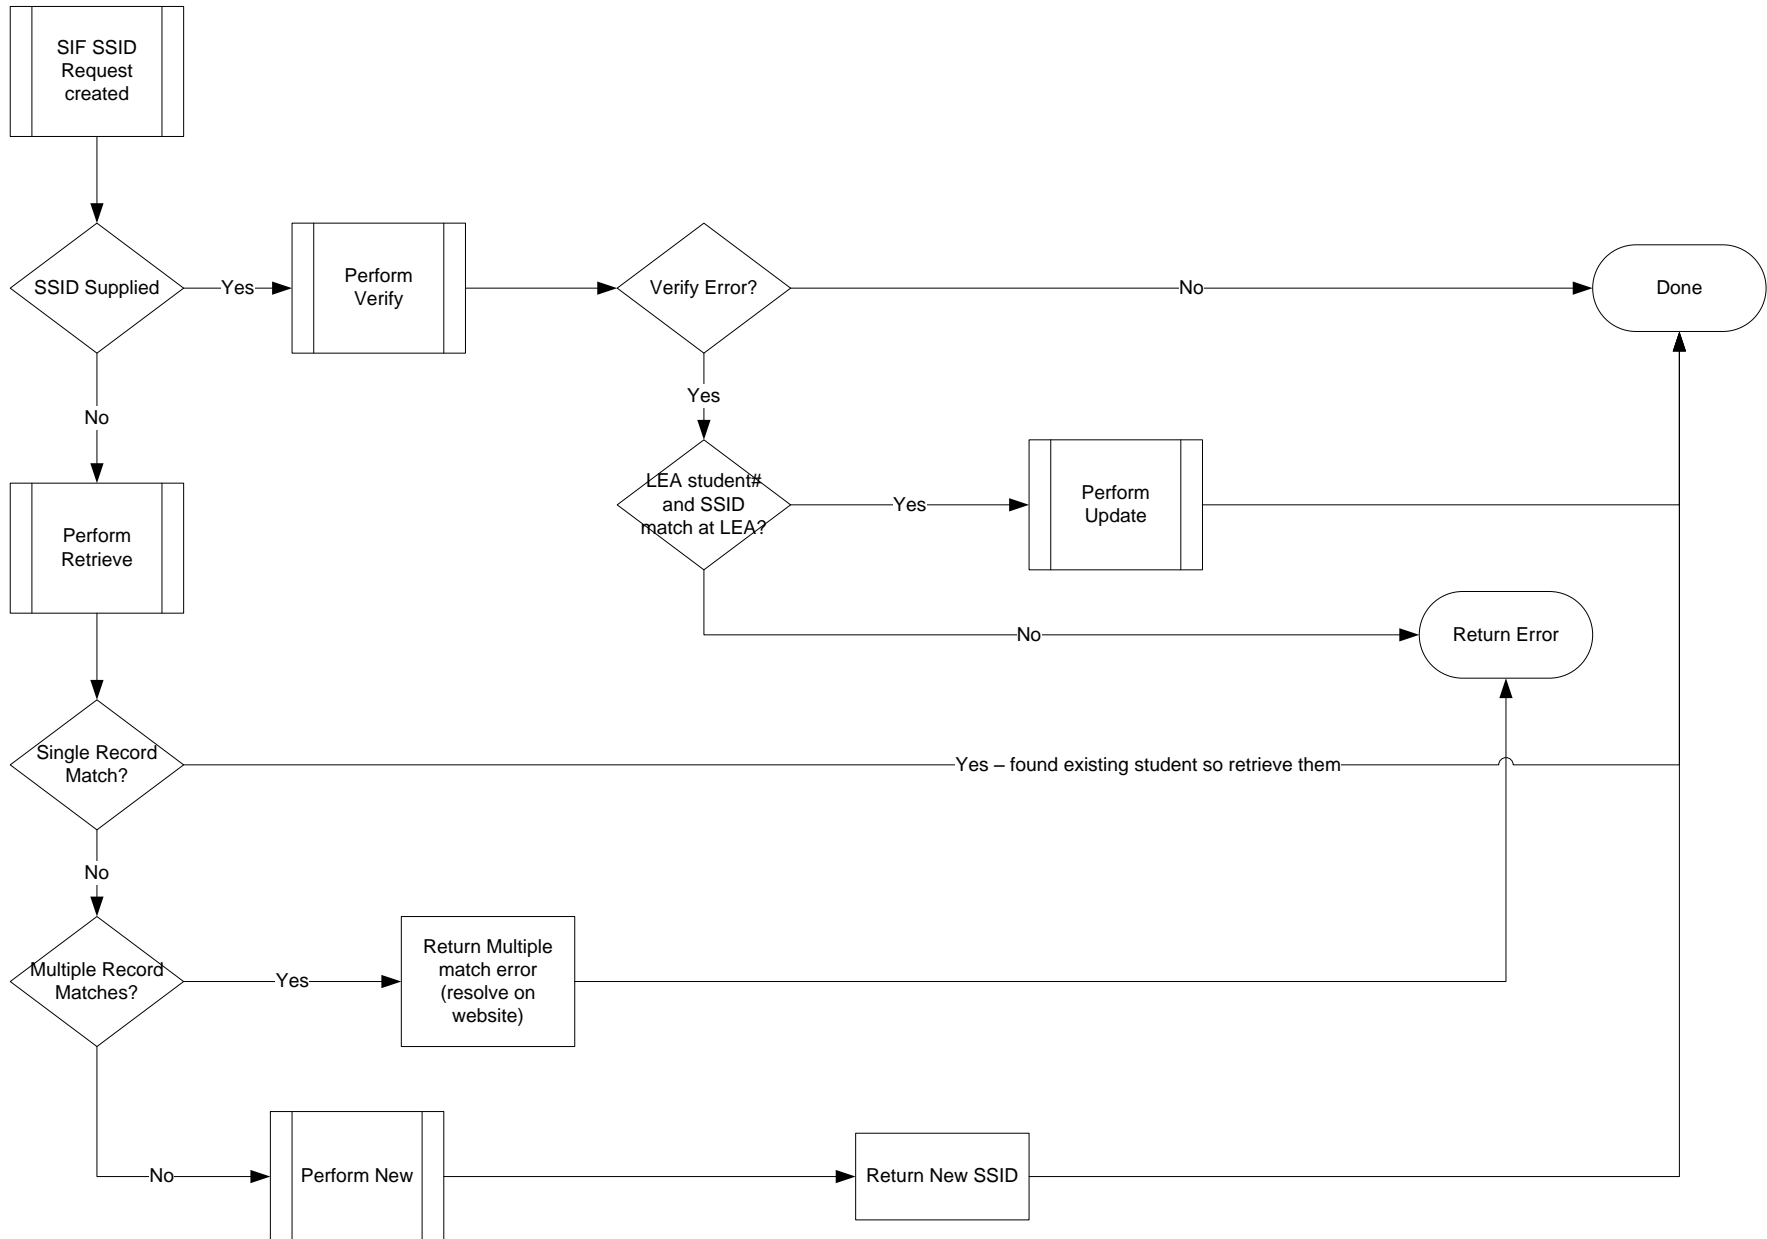 SIF SSID
Request
created
SSID Supplied
Yes
Perform
Verify
Verify Error?
No
Done
Yes
No
LEA student#
and SSID
match at LEA?
Yes
Perform
Update
Perform
Retrieve
No
Return Error
Single Record
Match?
Yes – found existing student so retrieve them
No
Multiple Record
Matches?
Yes
Return Multiple
match error
(resolve on
website)
No
Perform New
Return New SSID